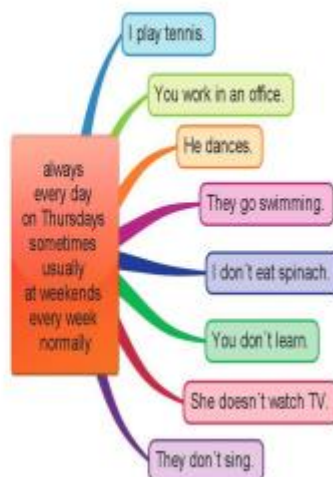 I play tennis.
You work in an office.
He dances.
They go swimming.
I don´t eat spinach.
You don´t learn.
She doesn´t watch TV.
They don´t sing.
always
every day
on Thursdays
sometimes
usually
at weekends
every week
normally